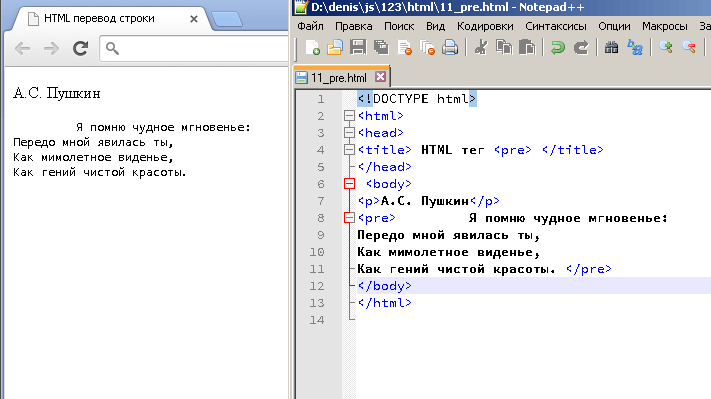 HTML перевод строки
А.С. Пушкин
Я помню чудное мгновенье:
Передо мной явилась ты,
Как мимолетное виденье,
Как гений чистой красоты.
D:\denis\js\123\html\11_pre.html - Notepad++
Файл Правка Поиск Вид Кодировки Синтаксисы Опции Макросы За
11_pre.html
1 <!DOCTYPE html>
2 <html>
3 <head>
4 <title> HTML тег <pre> </title>
5 </head>
6 <body>
7 <p>А.С. Пушкин</p>
8 <pre> Я помню чудное мгновенье:
9 Передо мной явилась ты,
10 Как мимолетное виденье,
11 Как гений чистой красоты. </pre>
12 </body>
13 </html>
14